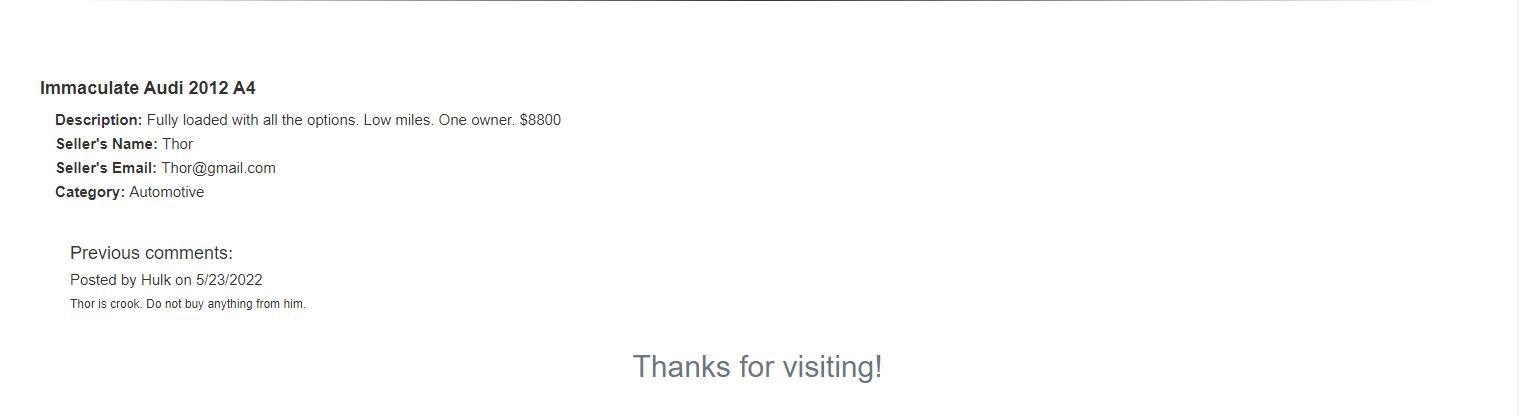 Immaculate Audi 2012 A4
Description: Fully loaded with all the options. Low miles. One owner. $8800
Seller's Name: Thor
Seller's Email: Thor@gmail.com
Category: Automotive
Previous comments:
Posted by Hulk on 5/23/2022
Thor is crook. Do not buy anything from him.
Thanks for visiting!